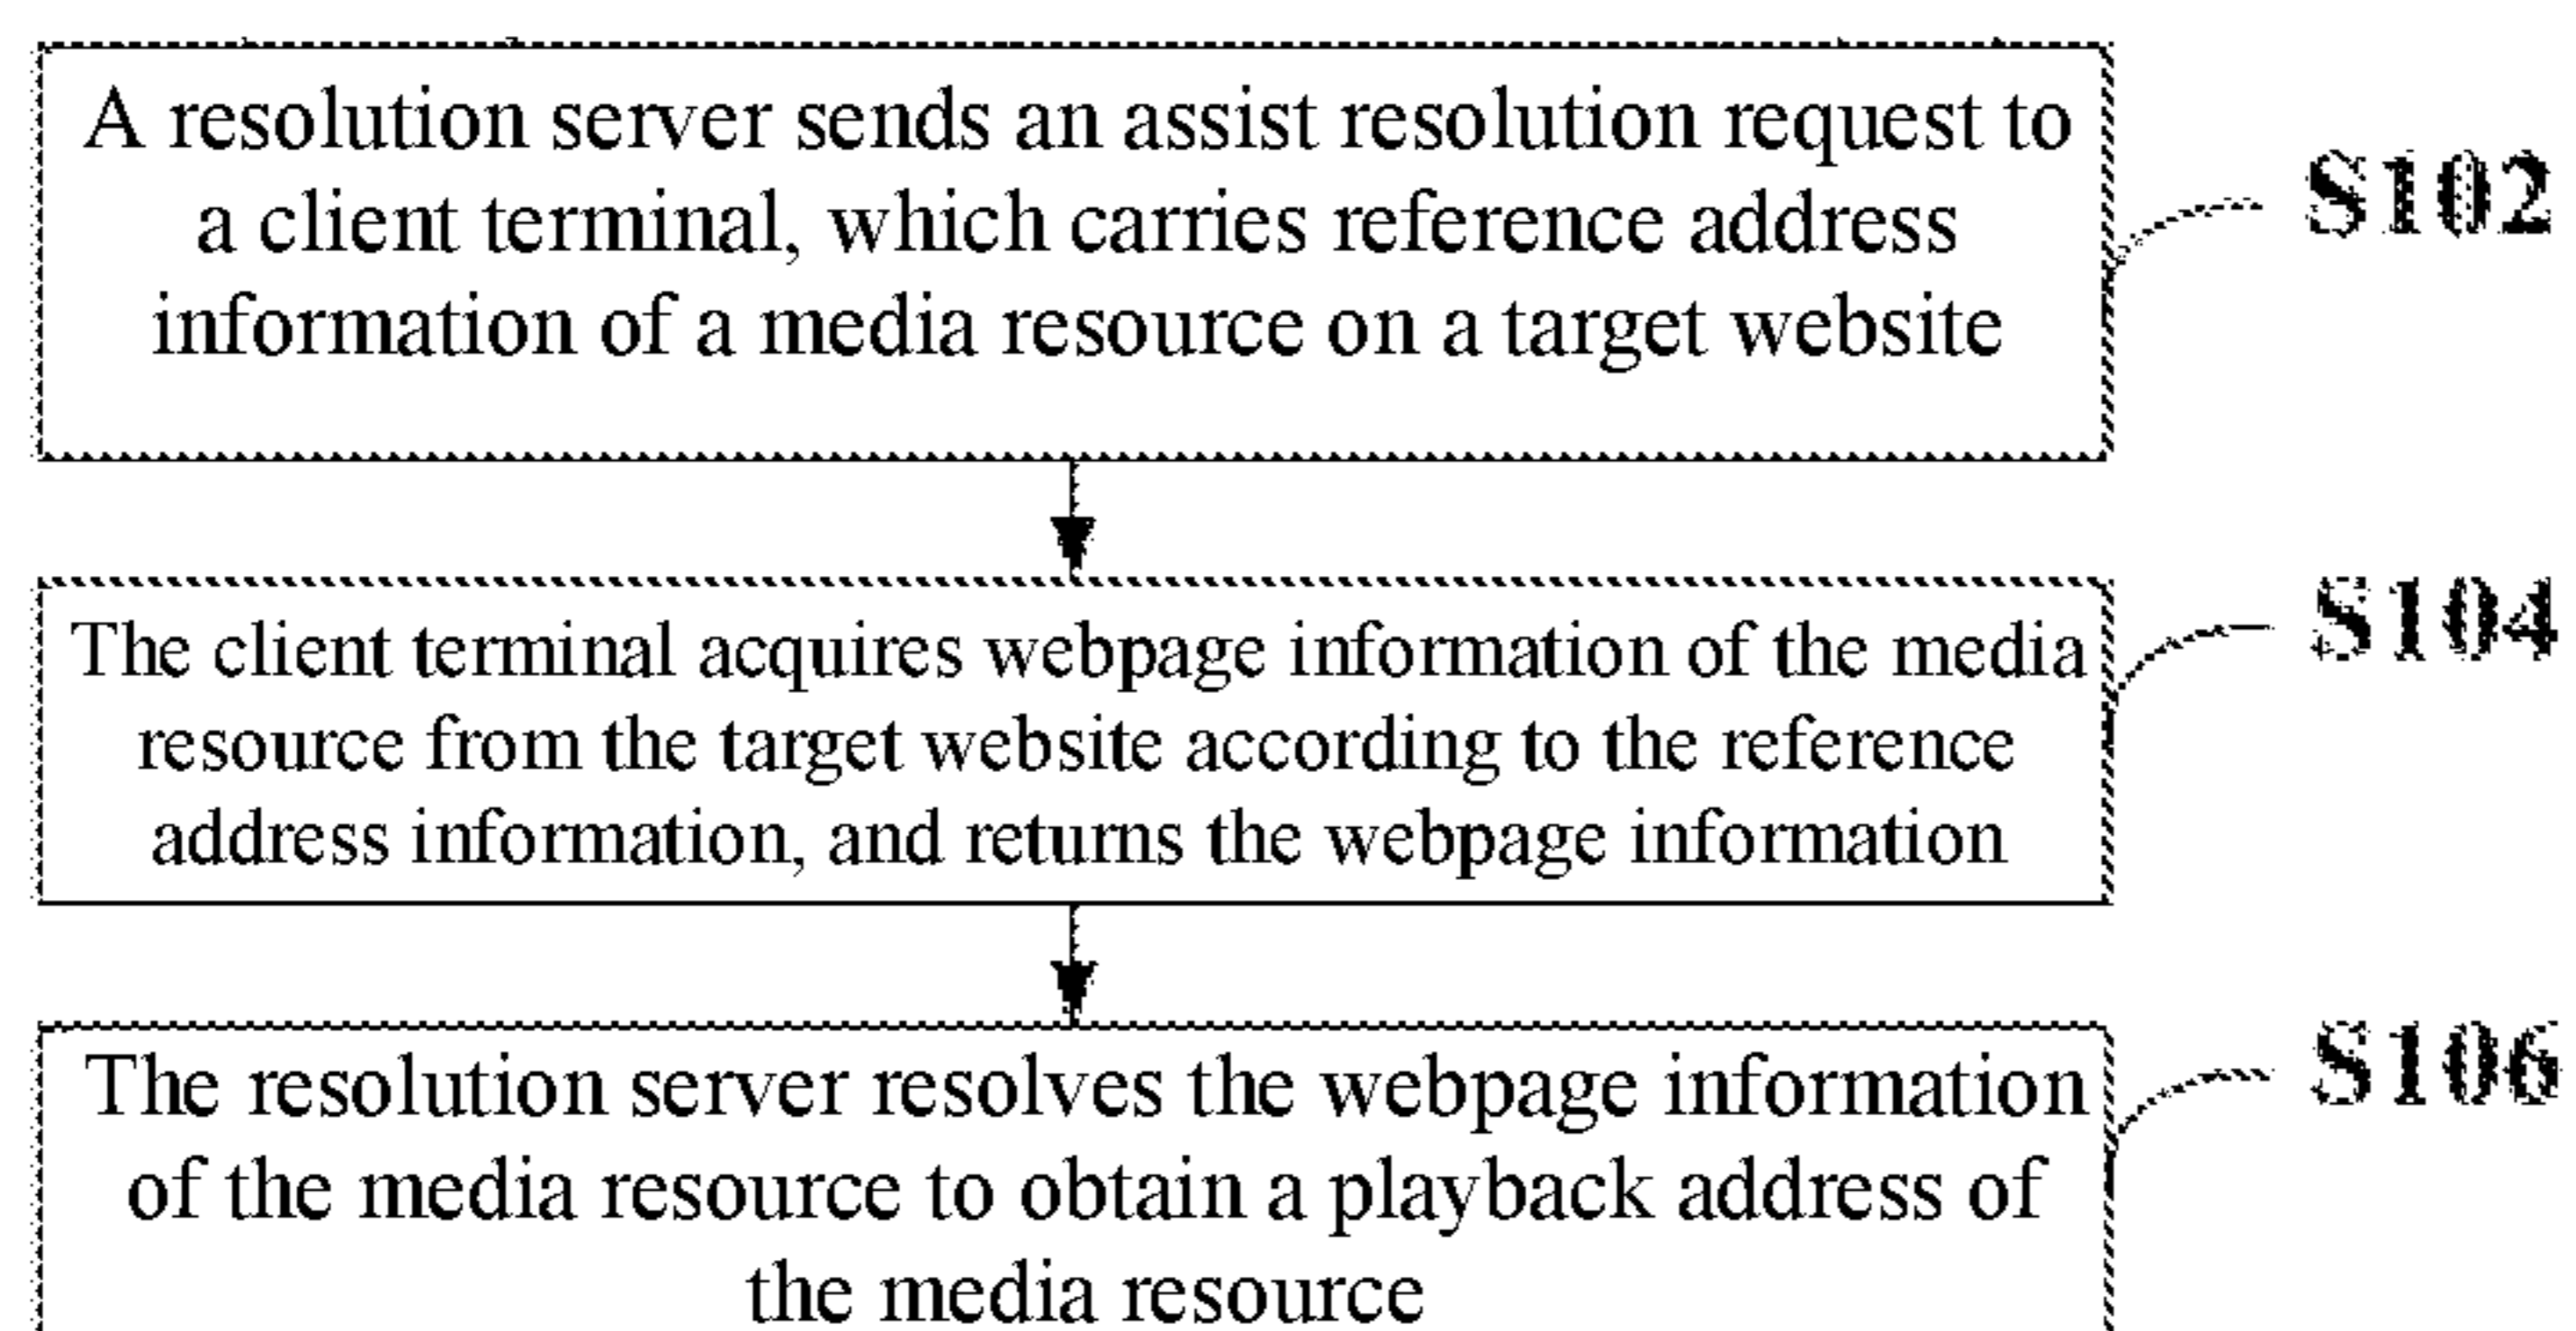 A resolution server sends an assist resolution request to
a client terminal, which carries reference address
information of a media resource on a target website
S102
The client terminal acquires webpage information of the media
resource from the target website according to the reference
address information, and returns the webpage information
S104
The resolution server resolves the webpage information
of the media resource to obtain a playback address of
the media resource
S106